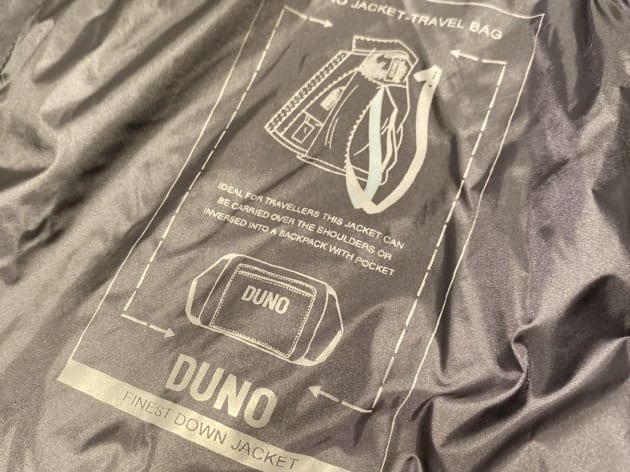 JACKET-TRAVEL BAG
IDEAL FOR TRAVELLERS THIS JACKET CAN
BE CARRIED OVER THE SHOULDERS OR
INVERSED INTO A BACKPACK WITH POCKET
DUNO
DUNO
FINEST DOWN JACKET